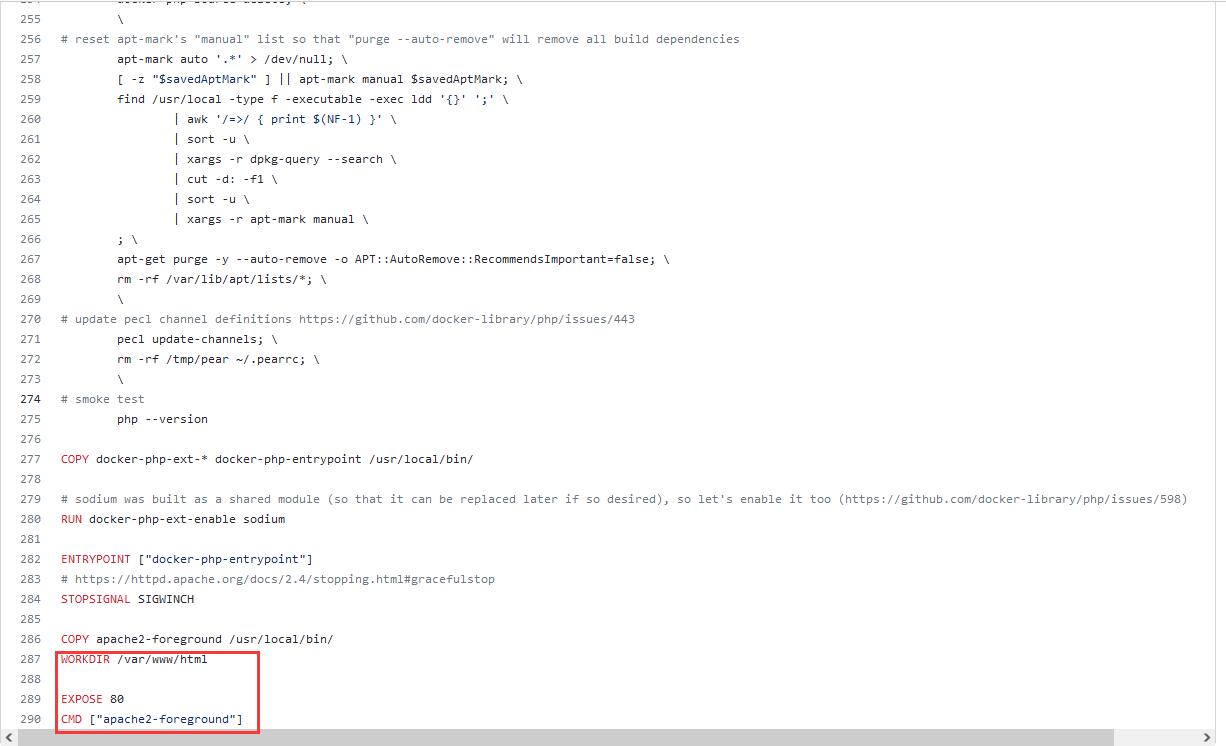 255 \
256 # reset apt-mark's "manual" list so that "purge --auto-remove" will remove all build dependencies
257 apt-mark auto '.*' > /dev/null; \
258 [ -z "$savedAptMark" ] || apt-mark manual $savedAptMark; \
259 find /usr/local -type f -executable -exec ldd '{}' ';' \
260 | awk '/=>/ { print $(NF-1) }' \
261 | sort -u \
262 | xargs -r dpkg-query --search \
263 | cut -d: -f1 \
264 | sort -u \
265 | xargs -r apt-mark manual \
266 ; \
267 apt-get purge -y --auto-remove -o APT::AutoRemove::RecommendsImportant=false; \
268 rm -rf /var/lib/apt/lists/*; \
269 \
270 # update pecl channel definitions https://github.com/docker-library/php/issues/443
271 pecl update-channels; \
272 rm -rf /tmp/pear ~/.pearrc; \
273 \
274 # smoke test
275 php --version
276
277 COPY docker-php-ext-* docker-php-entrypoint /usr/local/bin/
278
279 # sodium was built as a shared module (so that it can be replaced later if so desired), so let's enable it too (https://github.com/docker-library/php/issues/598)
280 RUN docker-php-ext-enable sodium
281
282 ENTRYPOINT ["docker-php-entrypoint"]
283 # https://httpd.apache.org/docs/2.4/stopping.html#gracefulstop
284 STOPSIGNAL SIGWINCH
285
286 COPY apache2-foreground /usr/local/bin/
287 WORKDIR /var/www/html
288
289 EXPOSE 80
290 CMD ["apache2-foreground"]